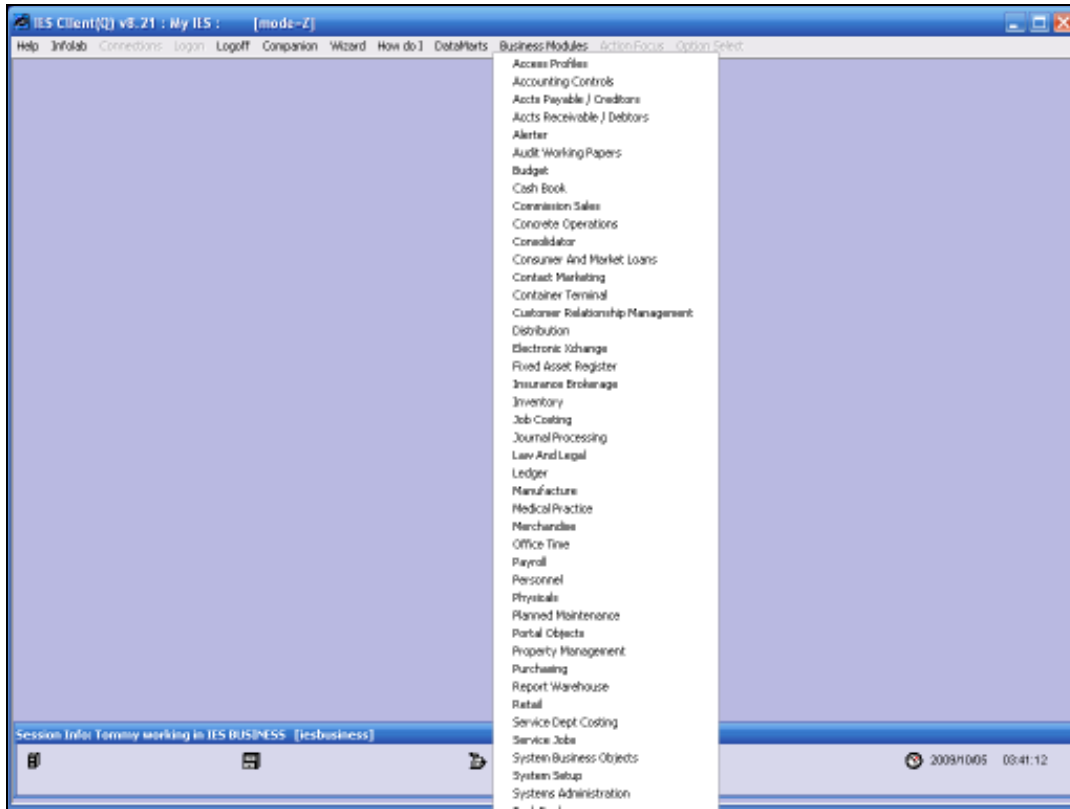 IES Client(Q) v8.21 : My IES : [mode-Z]
Help Infolab Connections Logon Logoff Companion Wizard How do I DataMarts Business Modules Action Focus Option Select
Access Profiles
Accounting Controls
Accts Payable / Creditors
Accts Receivable / Debtors
Alerter
Audit Working Papers
Budget
Cash Book
Commission Sales
Concrete Operations
Consolidator
Consumer And Market Loans
Contact Marketing
Container Terminal
Customer Relationship Management
Distribution
Electronic Xchange
Fixed Asset Register
Insurance Brokerage
Inventory
Job Costing
Journal Processing
Law And Legal
Ledger
Manufacture
Medical Practice
Merchandise
Office Time
Payroll
Personnel
Physicals
Planned Maintenance
Portal Objects
Property Management
Purchasing
Report Warehouse
Retail
Service Dept Costing
Service Jobs
System Business Objects
System Setup
Systems Administration
Session Info: Tommy working in IES BUSINESS [iesbusiness]
2009/10/05 03:41:12